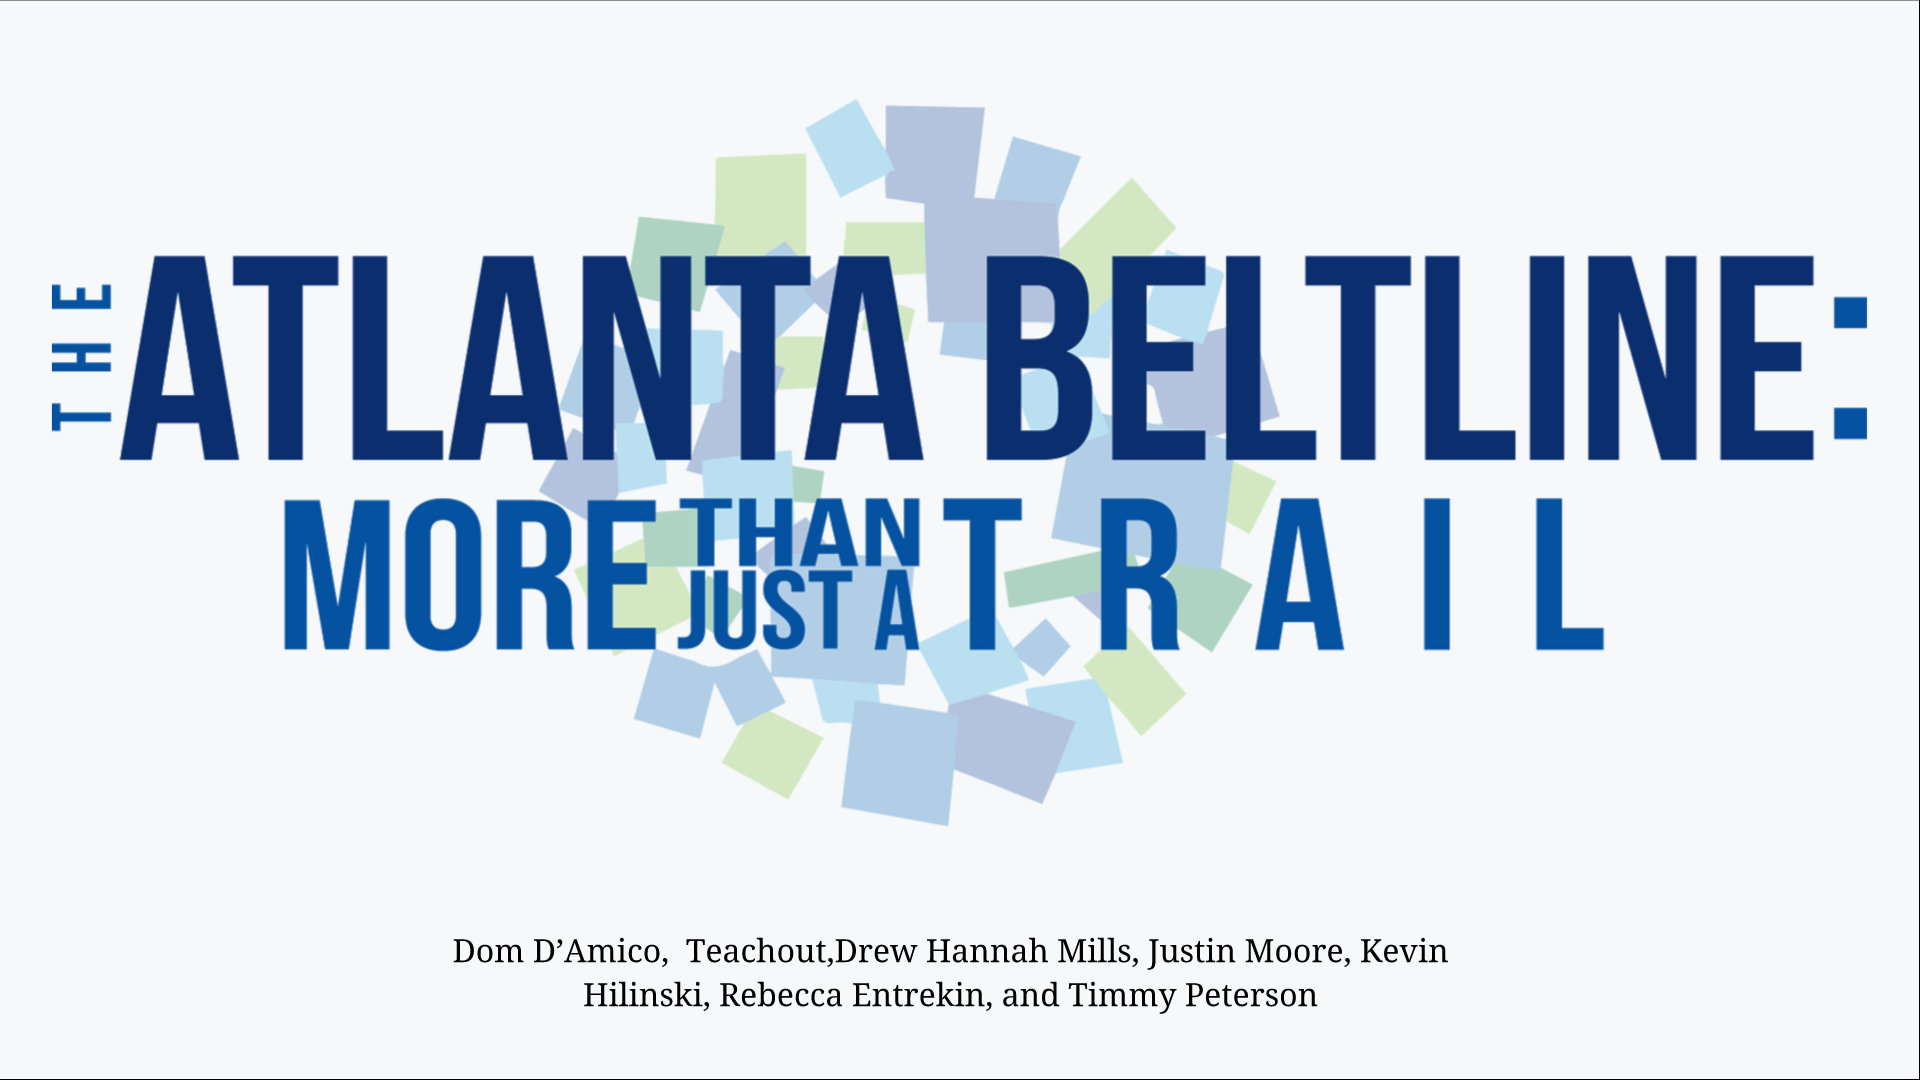 THE ATLANTA BELTLINE:
MORE THAN JUST A TRAIL
Dom D’Amico,  Teachout,Drew Hannah Mills, Justin Moore, Kevin
Hilinski, Rebecca Entrekin, and Timmy Peterson